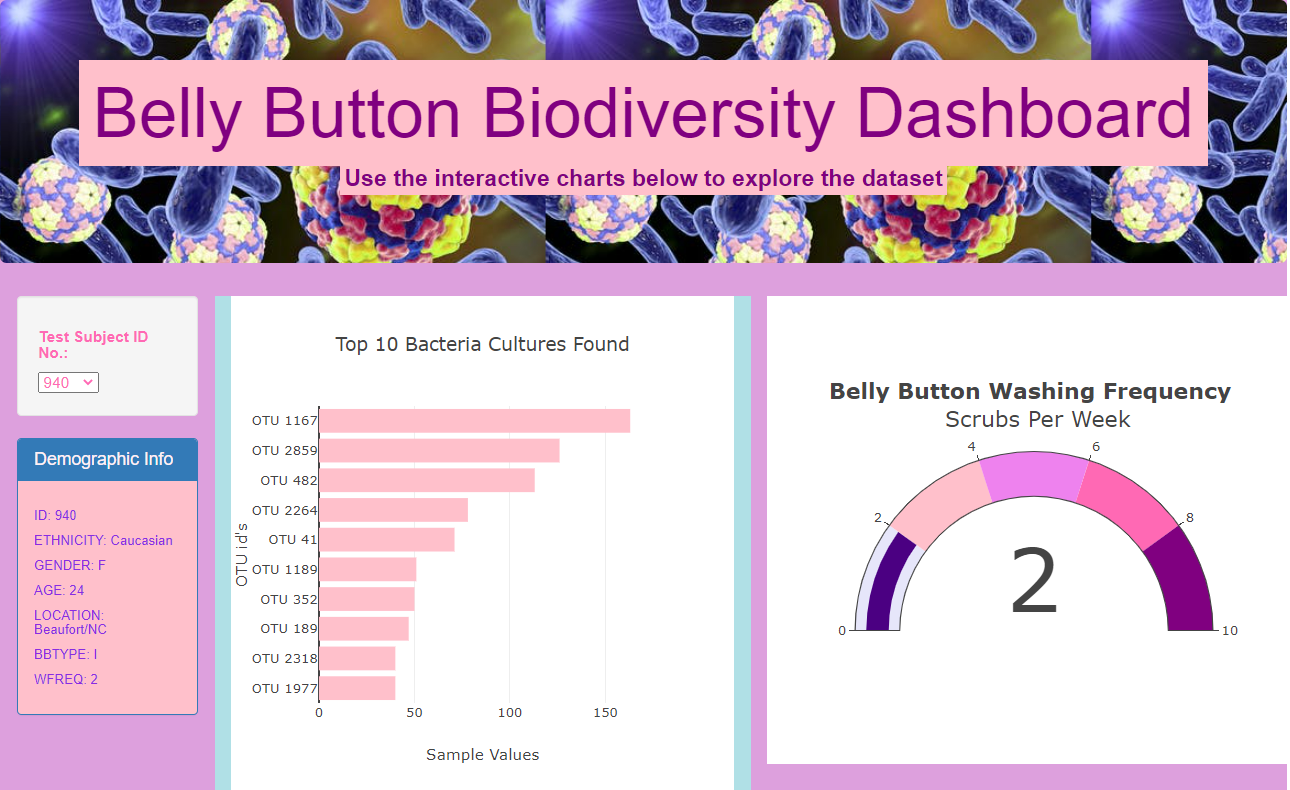 Belly Button Biodiversity Dashboard
Use the interactive charts below to explore the dataset
Test Subject ID
No.:
940
Demographic Info
ID: 940
ETHNICITY: Caucasian
GENDER: F
AGE: 24
LOCATION:
Beaufort/NC
BBTYPE: I
WFREQ: 2
Top 10 Bacteria Cultures Found
OTU id's
OTU 1167
OTU 2859
OTU 482
OTU 2264
OTU 41
OTU 1189
OTU 352
OTU 189
OTU 2318
OTU 1977
0 50 100 150
Sample Values
Belly Button Washing Frequency
Scrubs Per Week
4 6
2 8
2
0 10